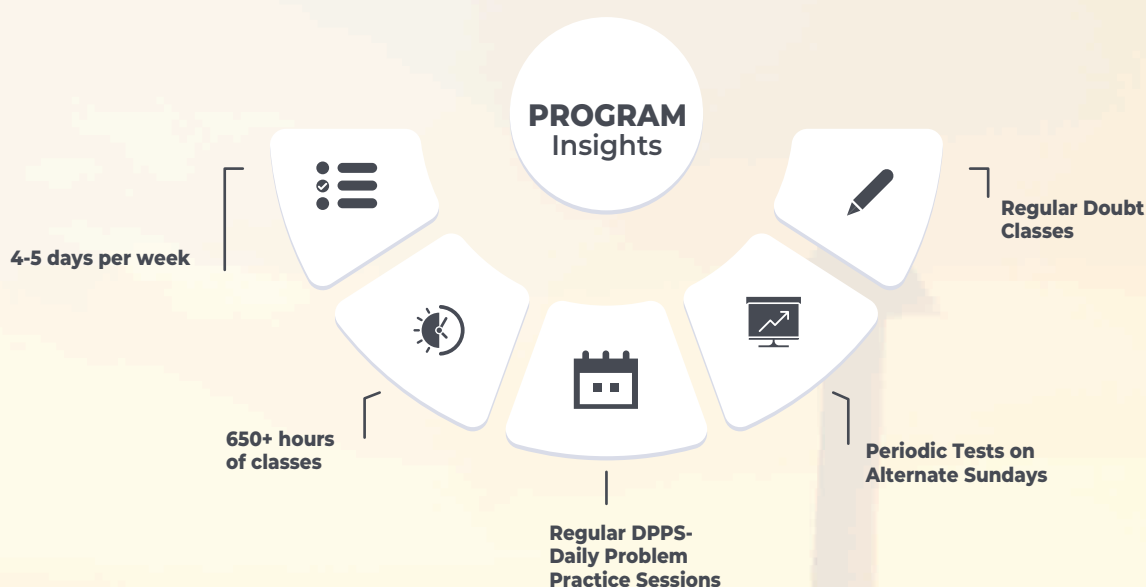 PROGRAM
Insights
4-5 days per week
650+ hours
of classes
Regular DPPS-
Daily Problem
Practice Sessions
Periodic Tests on
Alternate Sundays
Regular Doubt
Classes